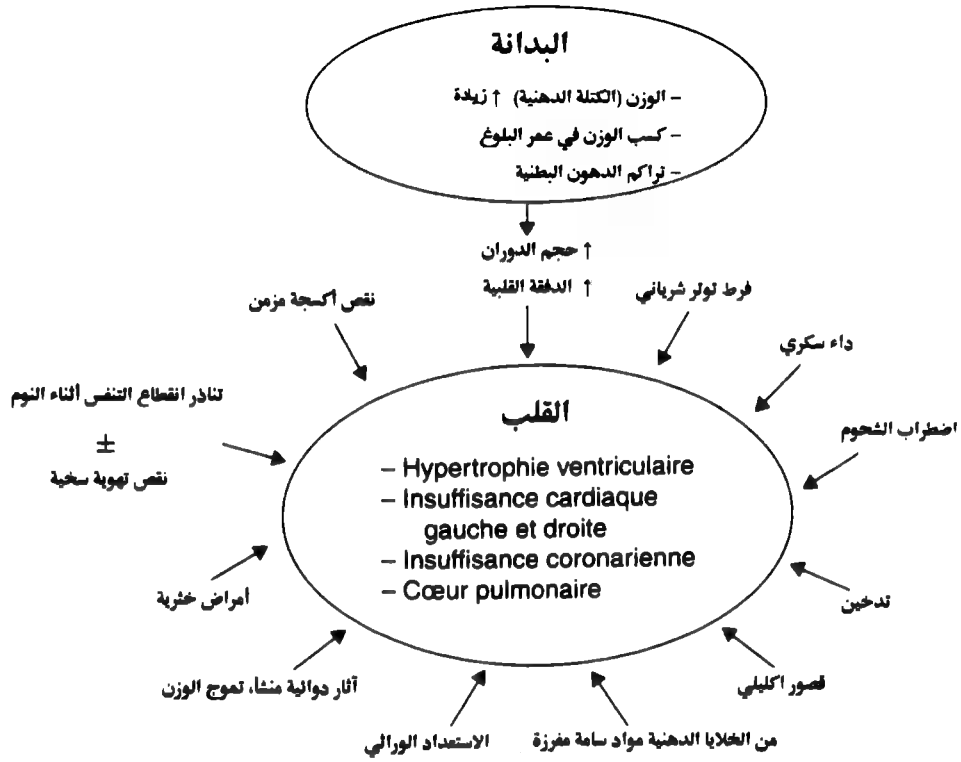 البدانة
– الوزن (الكتلة الدهنية) ↑ زيادة
– كسب الوزن في عمر البلوغ
– تراكم الدهون البطنية
↑ حجم الدوران
↑ الدفقة القلبية
فرط توتر شرياني
نقص أكسجة مزمن
داء سكري
تناذر انقطاع التنفس أثناء النوم
±
نقص تهوية سخية
اضطراب الشحوم
القلب
– Hypertrophie ventriculaire
– Insuffisance cardiaque
gauche et droite
– Insuffisance coronarienne
– Cœur pulmonaire
أمراض خثرية
تدخين
آثار دوائية منشأ، تموج الوزن
قصور اكليلي
الاستعداد الوراثي
من الخلايا الدهنية مواد سامة مفرزة